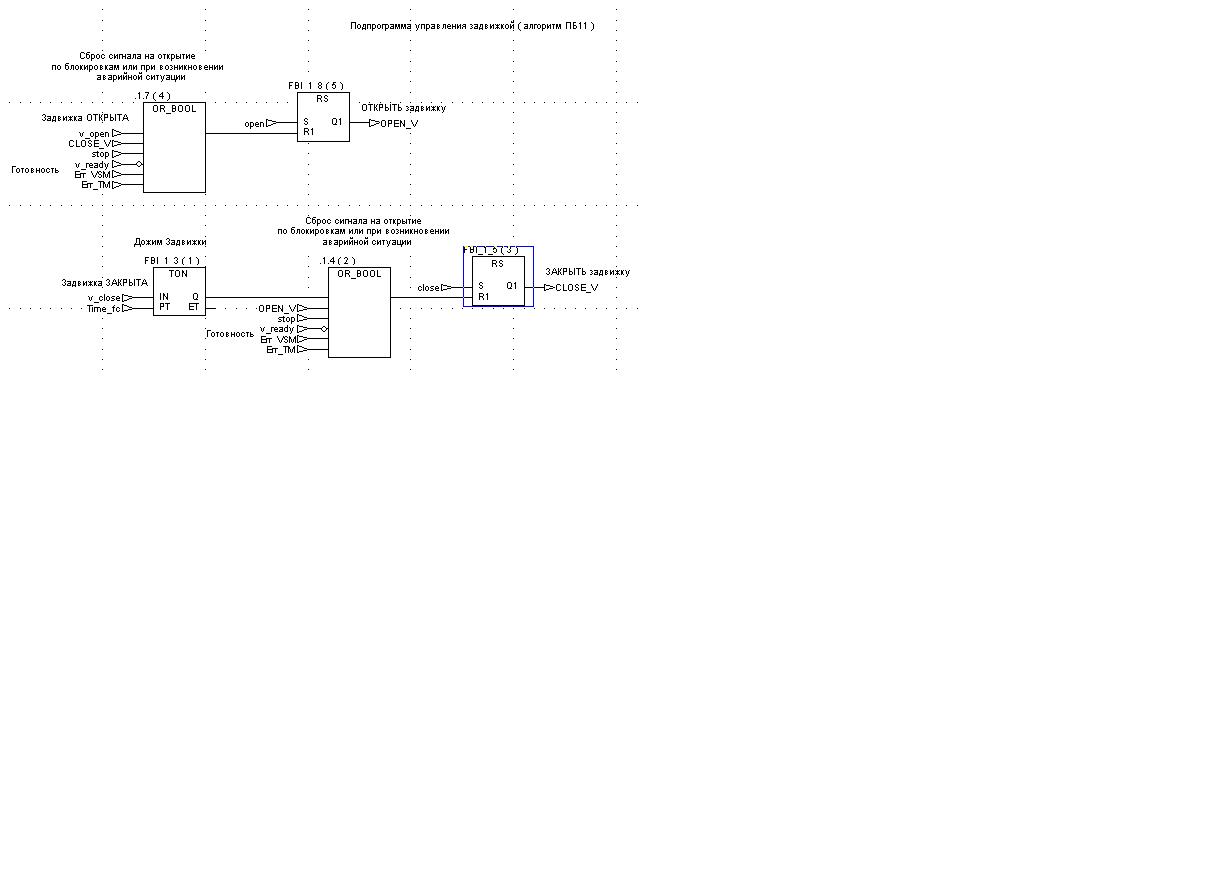 Подпрограмма управления задвижкой ( алгоритм ПБ11 )
Сброс сигнала на открытие
по блокировкам или при возникновении
аварийной ситуации
.1.7 ( 4 )
OR_BOOL
Задвижка ОТКРЫТА
v_open
CLOSE_V
stop
v_ready
Готовность
Err_VSM
Err_TM
FBI_1_8 ( 5 )
RS
open
S
Q1
R1
ОТКРЫТЬ задвижку
OPEN_V
Дожим Задвижки
FBI_1_3 ( 1 )
TON
Задвижка ЗАКРЫТА
v_close
IN
Q
Time_fc
PT
ET
Сброс сигнала на открытие
по блокировкам или при возникновении
аварийной ситуации
.1.4 ( 2 )
OR_BOOL
OPEN_V
stop
v_ready
Готовность
Err_VSM
Err_TM
FBI_1_5 ( 3 )
RS
close
S
Q1
R1
ЗАКРЫТЬ задвижку
CLOSE_V